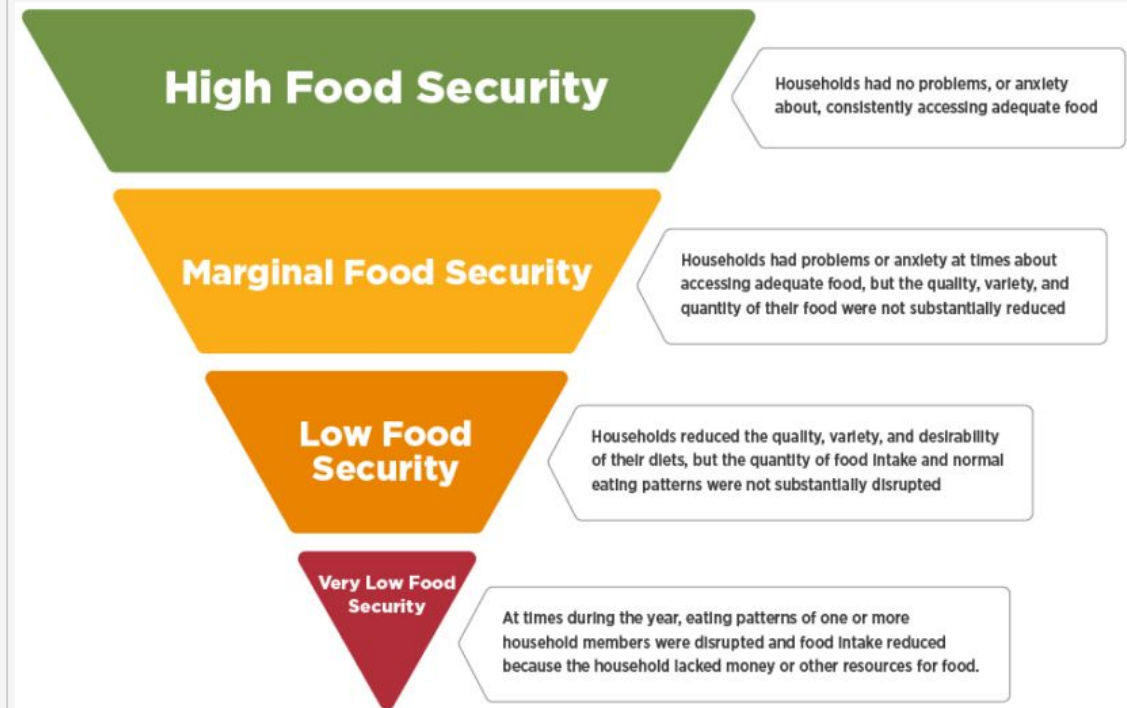 High Food Security
Households had no problems, or anxiety
about, consistently accessing adequate food
Marginal Food Security
Households had problems or anxiety at times about
accessing adequate food, but the quality, variety, and
quantity of their food were not substantially reduced
Low Food
Security
Households reduced the quality, variety, and desirability
of their diets, but the quantity of food intake and normal
eating patterns were not substantially disrupted
Very Low Food
Security
At times during the year, eating patterns of one or more
household members were disrupted and food intake reduced
because the household lacked money or other resources for food.